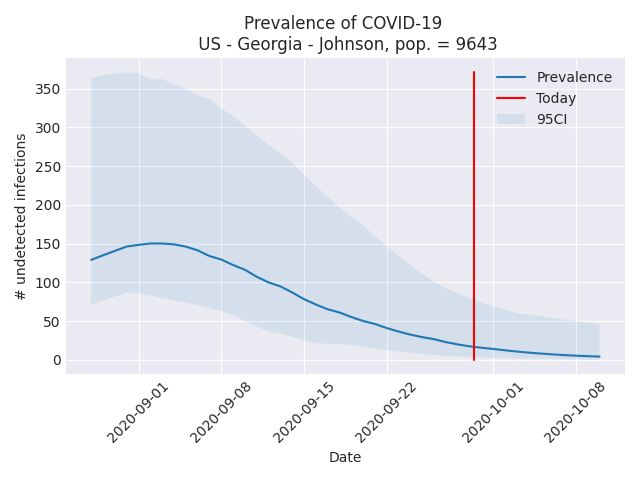 Prevalence of COVID-19
US - Georgia - Johnson, pop. = 9643
Prevalence
Today
95CI
# undetected infections
350
300
250
200
150
100
50
0
2020-09-01
2020-09-08
2020-09-15
2020-09-22
2020-10-01
2020-10-08
Date